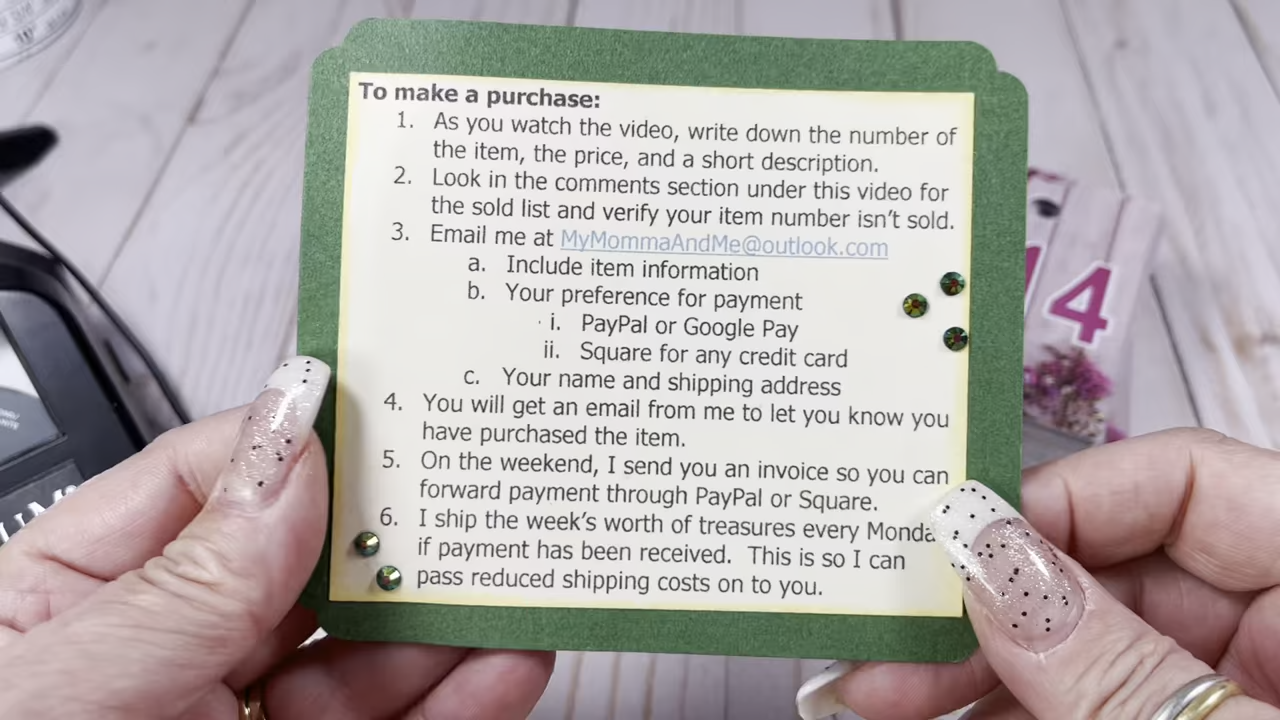 To make a purchase:
1. As you watch the video, write down the number of
the item, the price, and a short description.
2. Look in the comments section under this video for
the sold list and verify your item number isn't sold.
3. Email me at MyMommaAndMe@outlook.com
a. Include item information
b. Your preference for payment
i. PayPal or Google Pay
ii. Square for any credit card
c. Your name and shipping address
4. You will get an email from me to let you know you
have purchased the item.
5. On the weekend, I send you an invoice so you can
forward payment through PayPal or Square.
6. I ship the week's worth of treasures every Monda
if payment has been received. This is so I can
pass reduced shipping costs on to you.
14